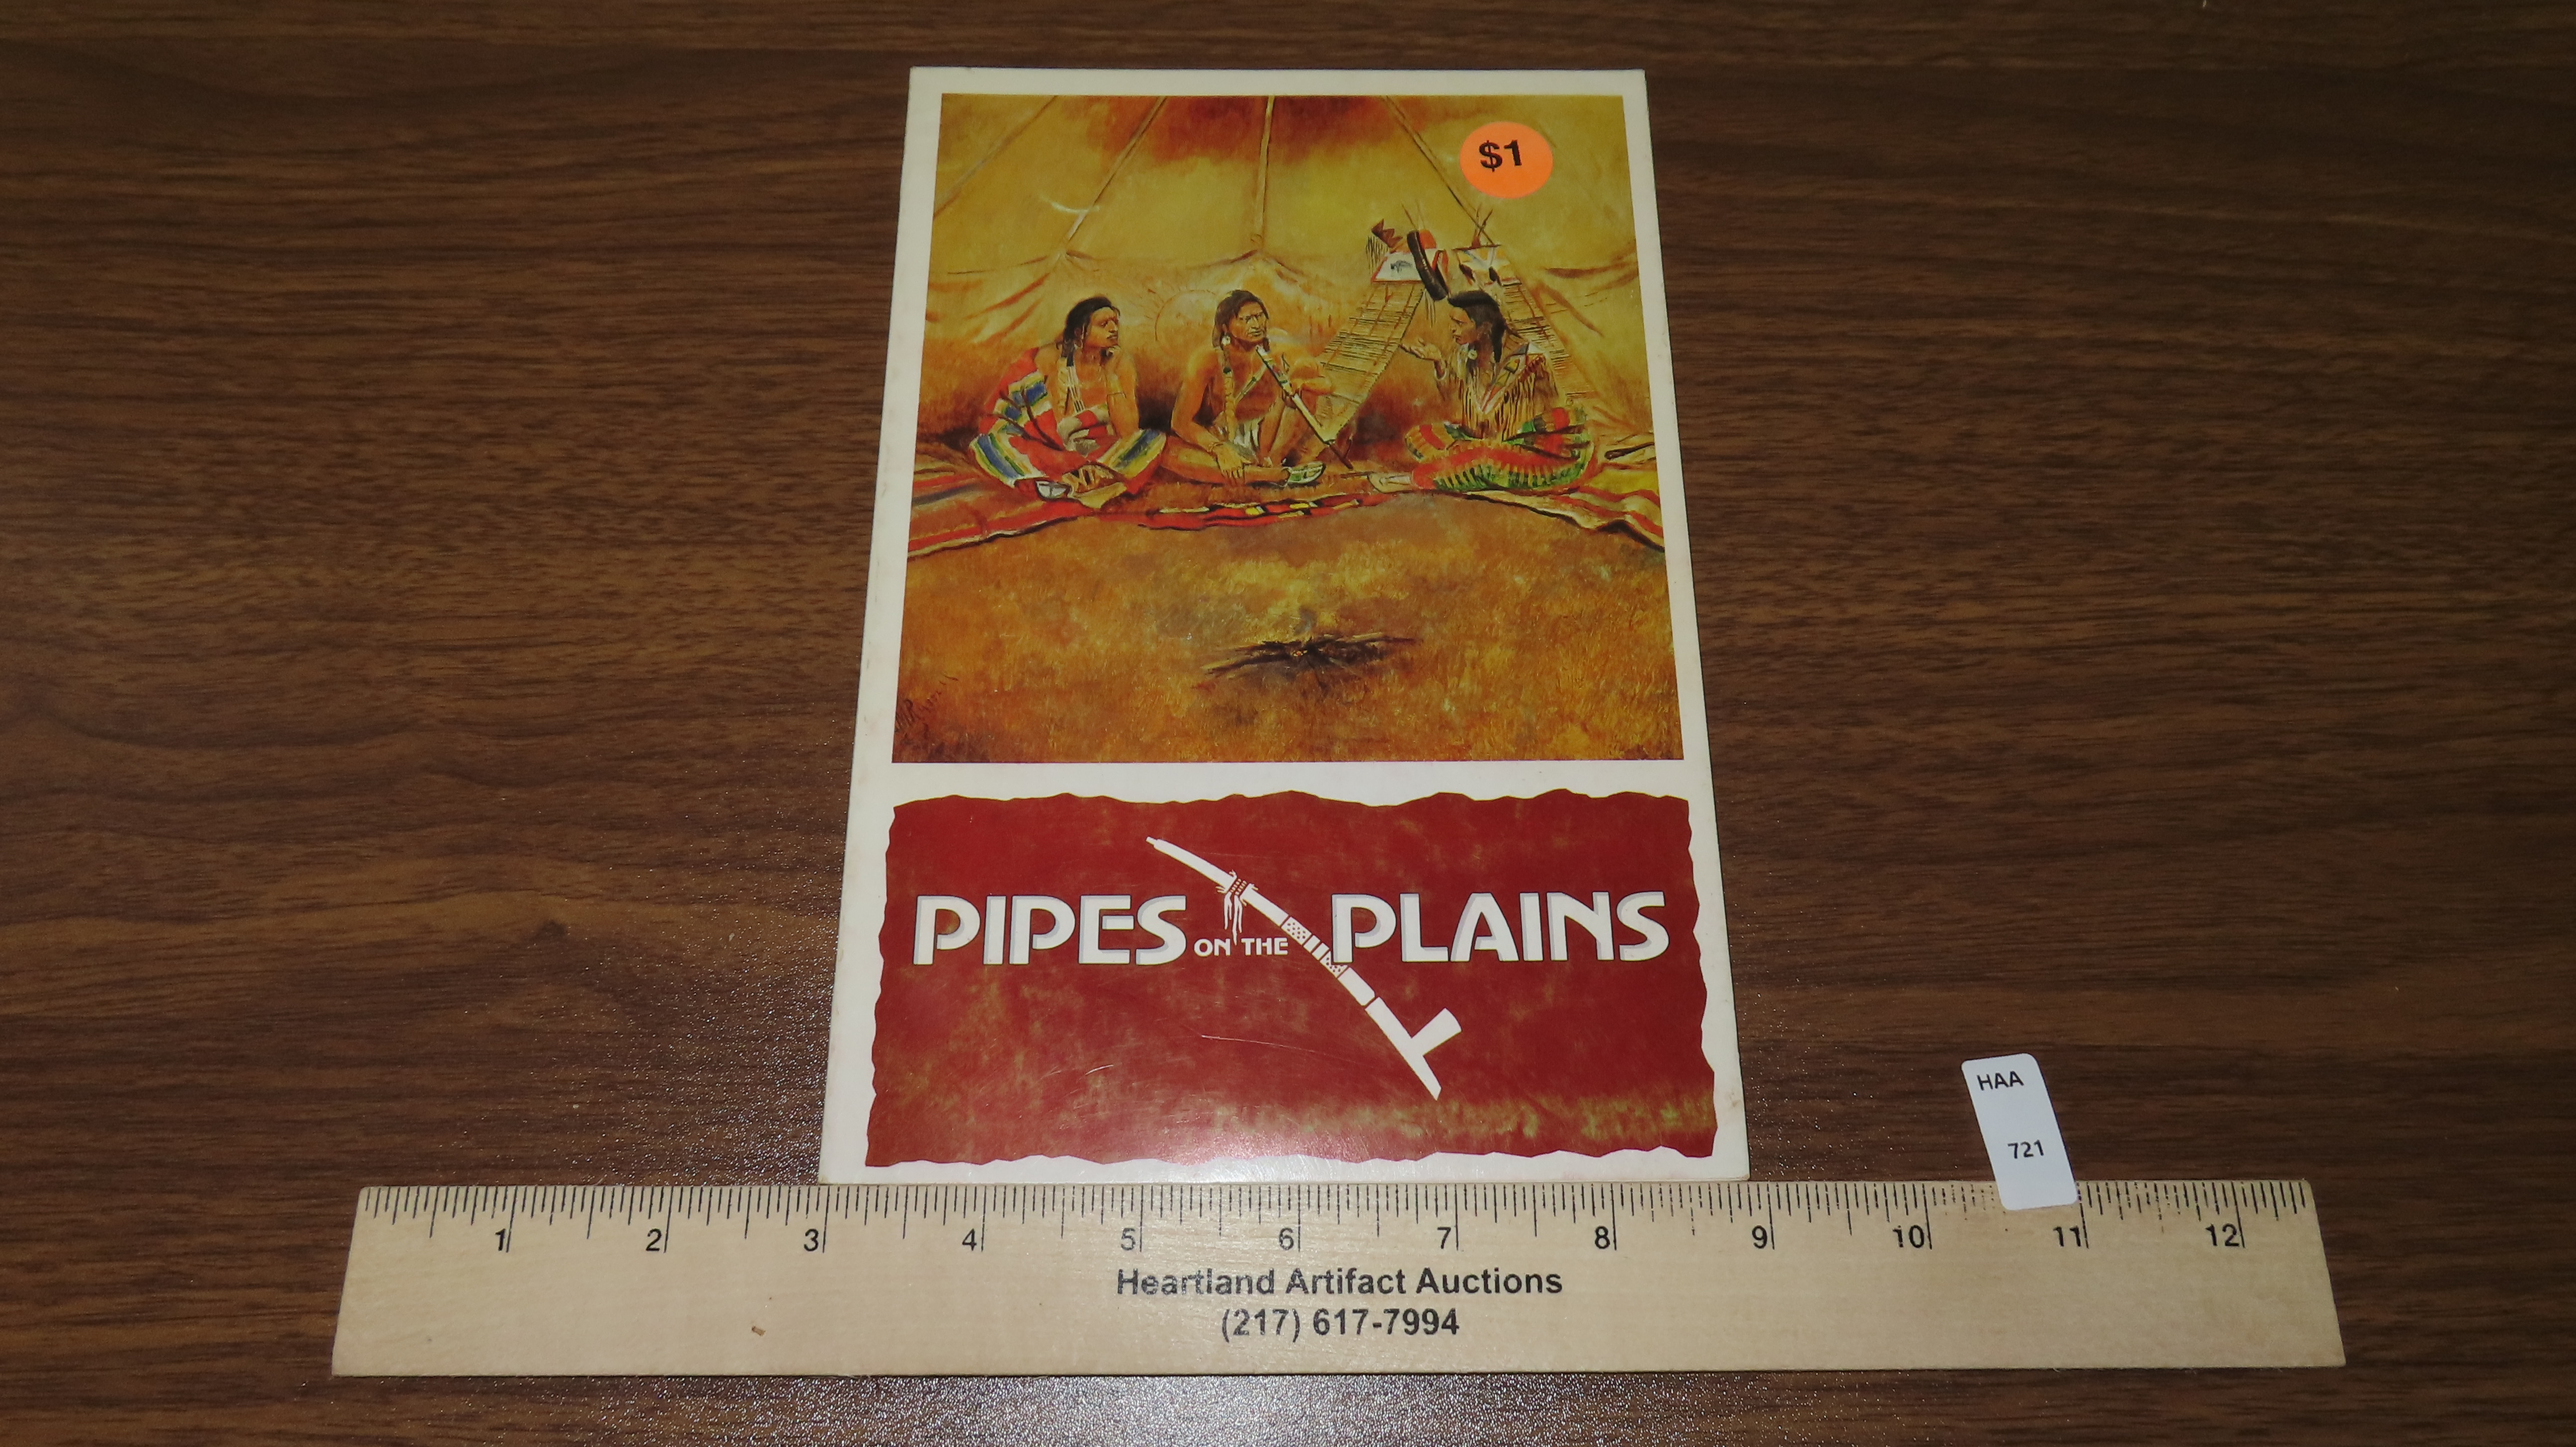 $1
PIPES ON THE PLAINS
HAA
721
1 2 3 4 5 6 7 8 9 10 11 12
Heartland Artifact Auctions
(217) 617-7994